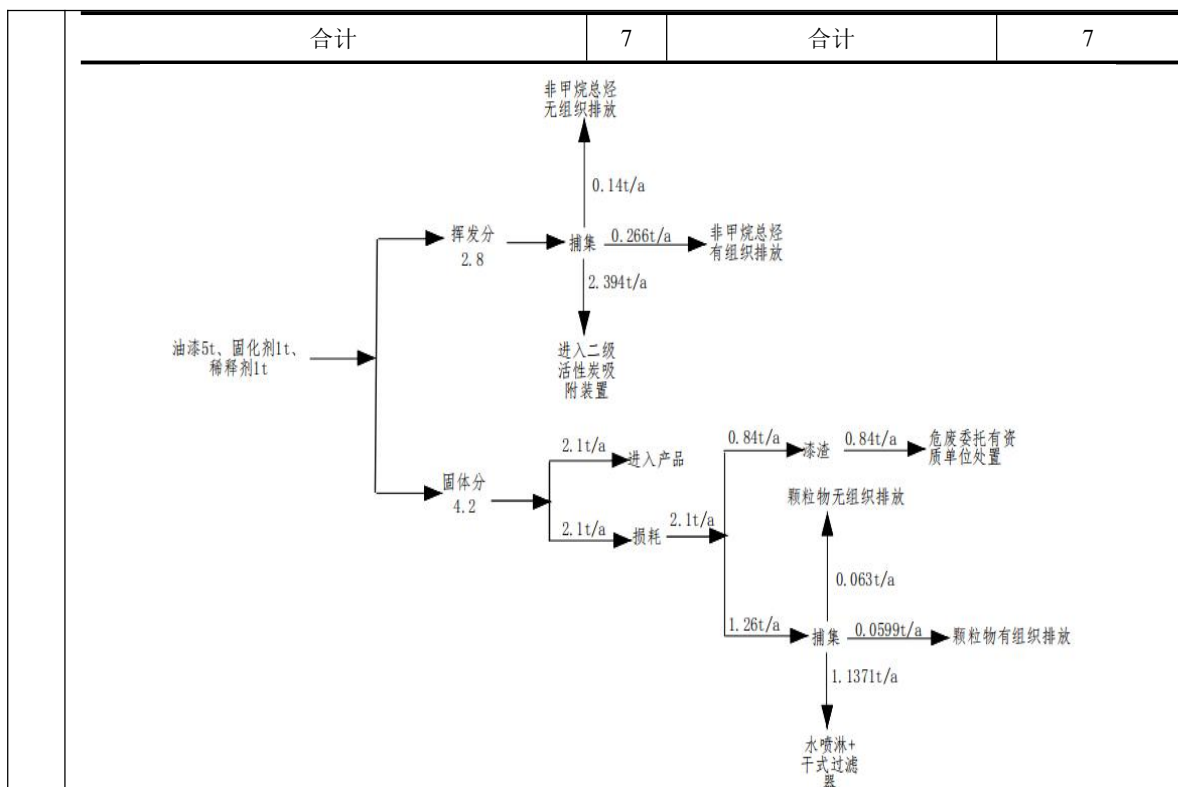 合计 7 合计 7
非甲烷总烃
无组织排放
0.14t/a
挥发分
2.8
捕集
0.266t/a
非甲烷总烃
有组织排放
2.394t/a
进入二级
活性炭吸
附装置
油漆5t、固化剂1t、
稀释剂1t
固体分
4.2
2.1t/a
进入产品
2.1t/a
损耗
2.1t/a
0.84t/a
漆渣
0.84t/a
危废委托有资
质单位处置
颗粒物无组织排放
0.063t/a
1.26t/a
捕集
0.0599t/a
颗粒物有组织排放
1.1371t/a
水喷淋+
干式过滤
器